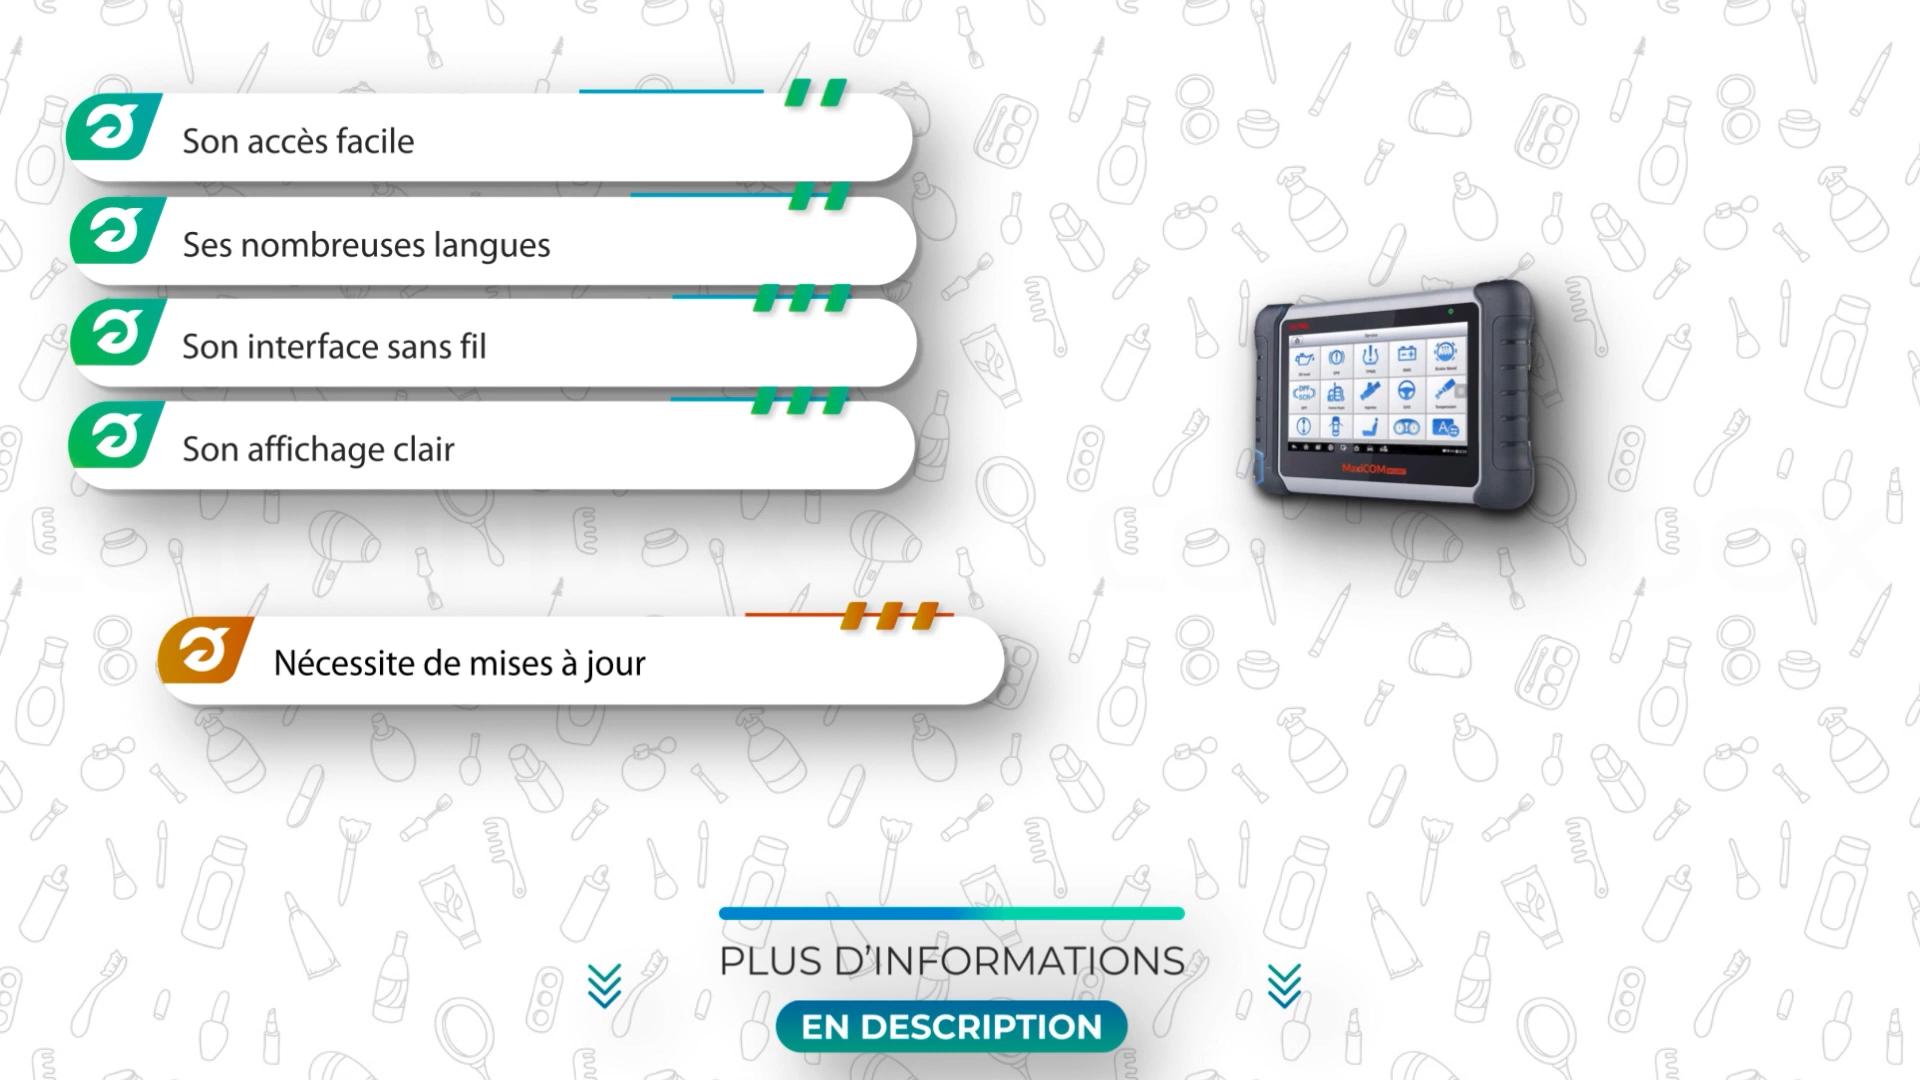 Son accès facile
Ses nombreuses langues
Son interface sans fil
Son affichage clair
MaxiCOM
Nécessite de mises à jour
PLUS D'INFORMATIONS
EN DESCRIPTION